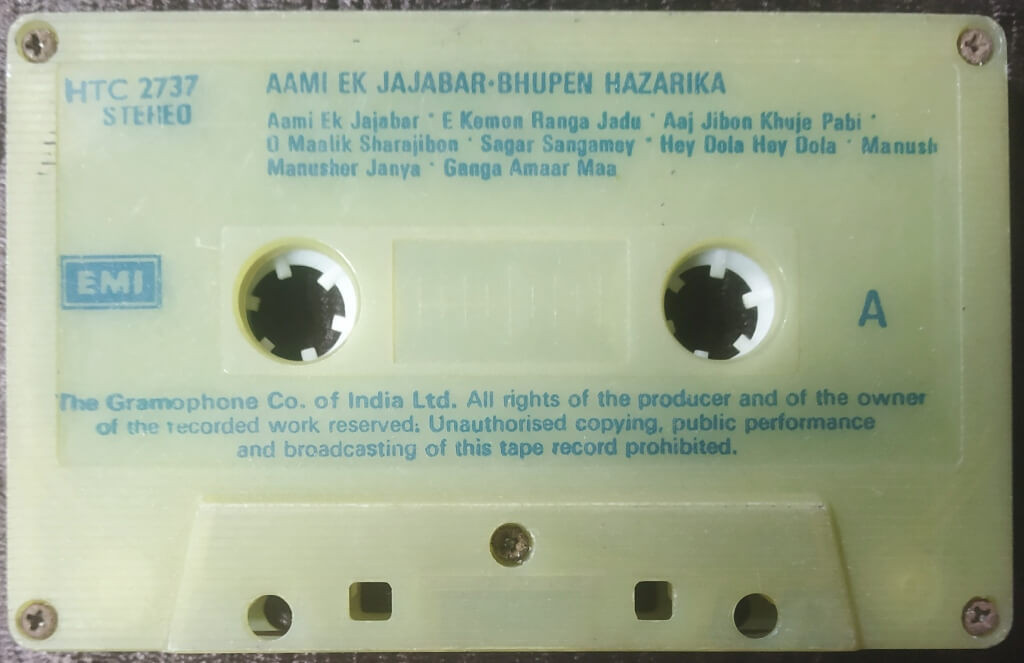 HTC 2737
STEREO
AAMI EK JAJABAR·BHUPEN HAZARIKA
Aami Ek Jajabar · E Kemon Ranga Jadu · Aaj Jibon Khuje Pabi ·
O Maalik Sharajibon · Sagar Sangamey · Hey Dola Hey Dola · Manush
Manusher Janya · Ganga Amaar Maa
EMI
A
The Gramophone Co. of India Ltd. All rights of the producer and of the owner
of the recorded work reserved. Unauthorised copying, public performance
and broadcasting of this tape record prohibited.